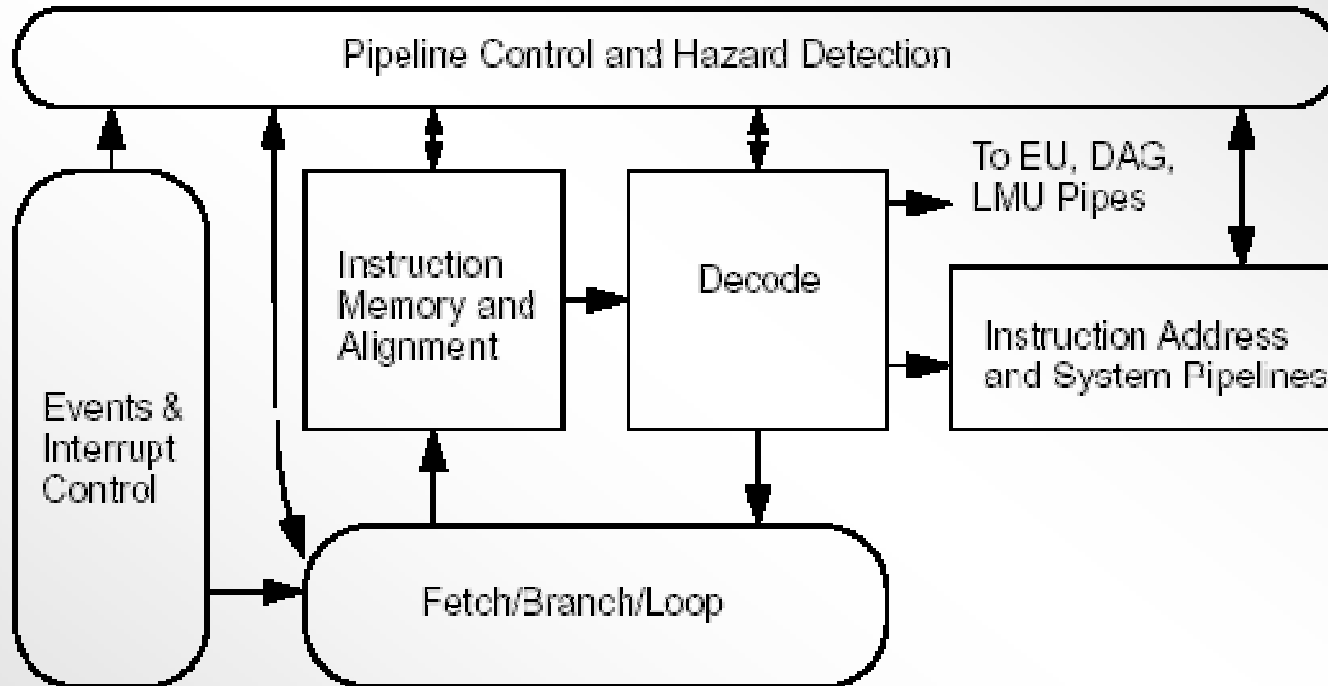 Pipeline Control and Hazard Detection
To EU, DAG,
LMU Pipes
Instruction
Memory and
Alignment
Decode
Instruction Address
and System Pipelines
Events &
Interrupt
Control
Fetch/Branch/Loop